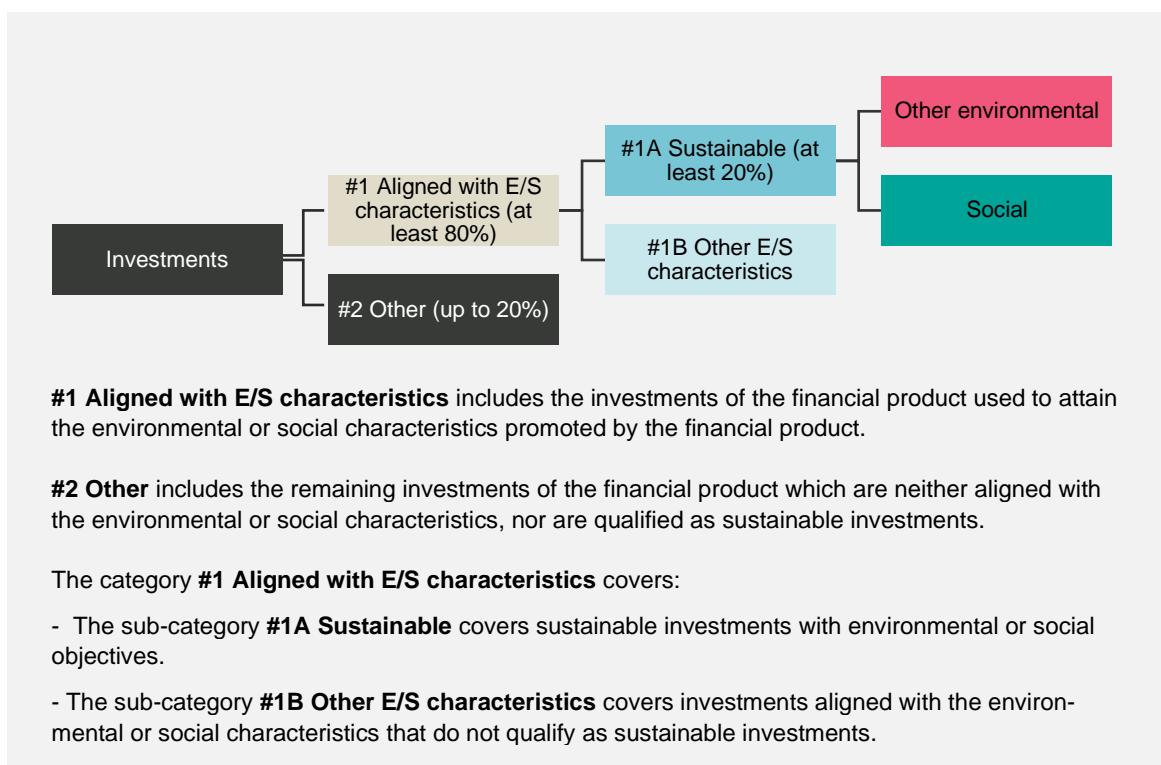 Other environmental
#1A Sustainable (at
least 20%)
#1 Aligned with E/S
characteristics (at
least 80%)
Social
Investments
#1B Other E/S
characteristics
#2 Other (up to 20%)
#1 Aligned with E/S characteristics includes the investments of the financial product used to attain
the environmental or social characteristics promoted by the financial product.
#2 Other includes the remaining investments of the financial product which are neither aligned with
the environmental or social characteristics, nor are qualified as sustainable investments.
The category #1 Aligned with E/S characteristics covers:
- The sub-category #1A Sustainable covers sustainable investments with environmental or social
objectives.
- The sub-category #1B Other E/S characteristics covers investments aligned with the environ-
mental or social characteristics that do not qualify as sustainable investments.